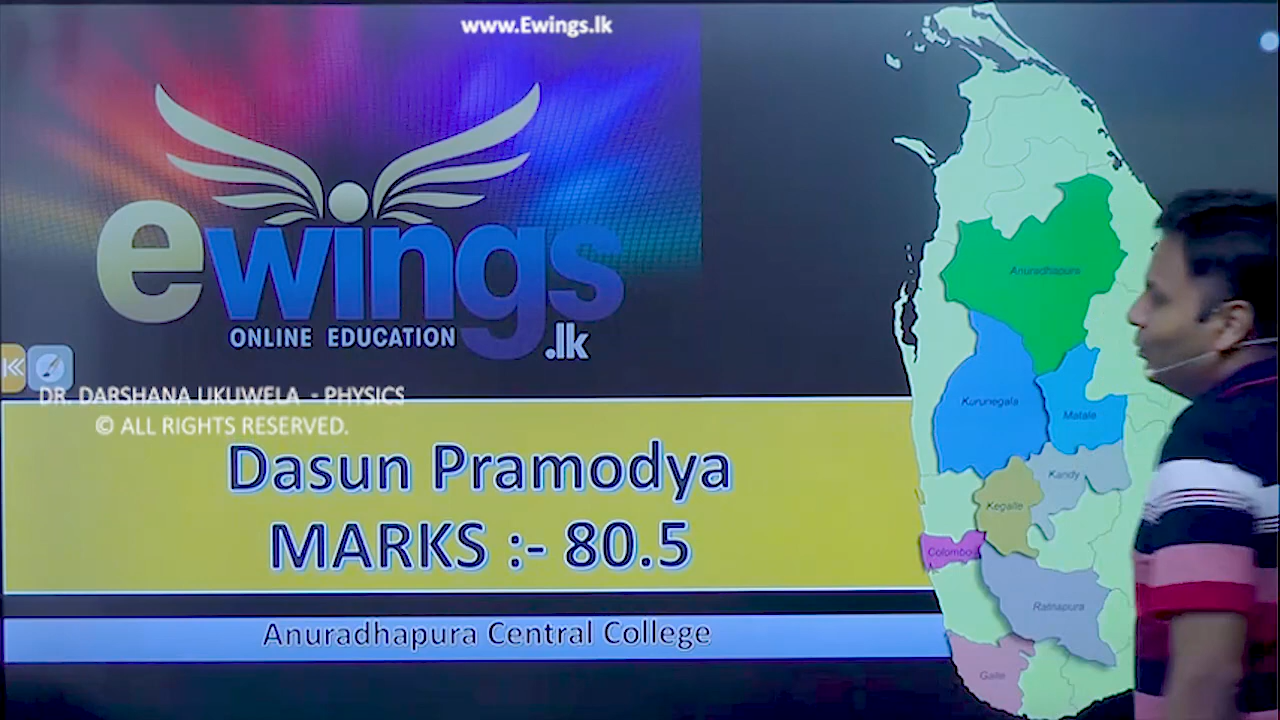 www.Ewings.lk
ewings
ONLINE EDUCATION
.lk
DR. DARSHANA UKUWELA - PHYSICS
© ALL RIGHTS RESERVED.
Dasun Pramodya
MARKS :- 80.5
Anuradhapura Central College
Anuradhapura
Kurunegala
Matale
Kandy
Kegalle
Colombo
Ratnapura
Galle